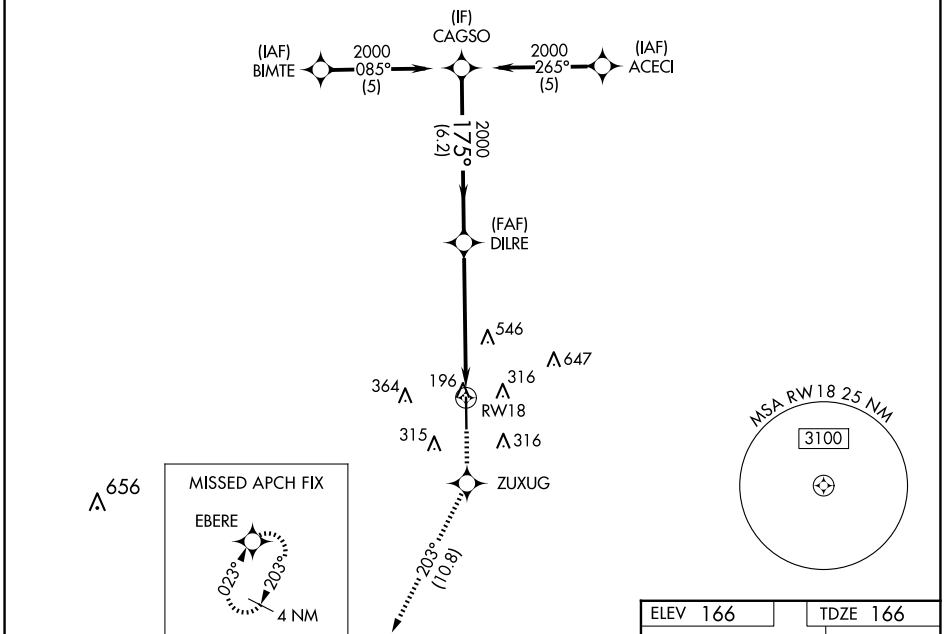 (IF)
CAGSO
(IAF)
BIMTE
2000
085°
(5)
2000
265°
(5)
(IAF)
ACECI
2000
175°
(6.2)
(FAF)
DILRE
546
647
364
196
316
RW18
315
316
ZUXUG
MSA RW18 25 NM
3100
656
MISSED APCH FIX
EBERE
023°
203°
4 NM
203°
(10.8)
ELEV 166
TDZE 166